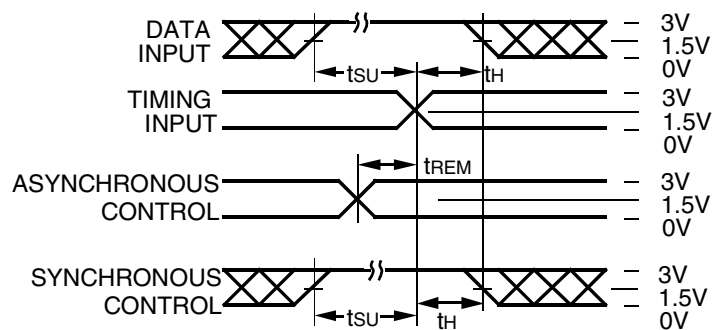 DATA
INPUT
3V
1.5V
0V
tSU
tH
TIMING
INPUT
3V
1.5V
0V
tREM
ASYNCHRONOUS
CONTROL
3V
1.5V
0V
SYNCHRONOUS
CONTROL
3V
1.5V
0V
tSU
tH